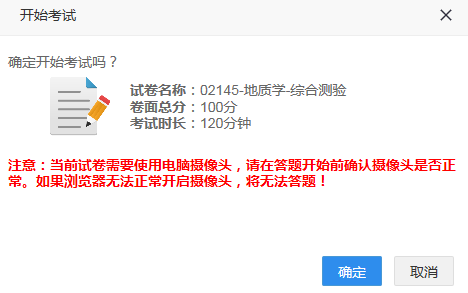 开始考试
确定开始考试吗？
试卷名称：02145-地质学-综合测验
卷面总分：100分
考试时长：120分钟
注意：当前试卷需要使用电脑摄像头，请在答题开始前确认摄像头是否正
常。如果浏览器无法正常开启摄像头，将无法答题！
确定
取消